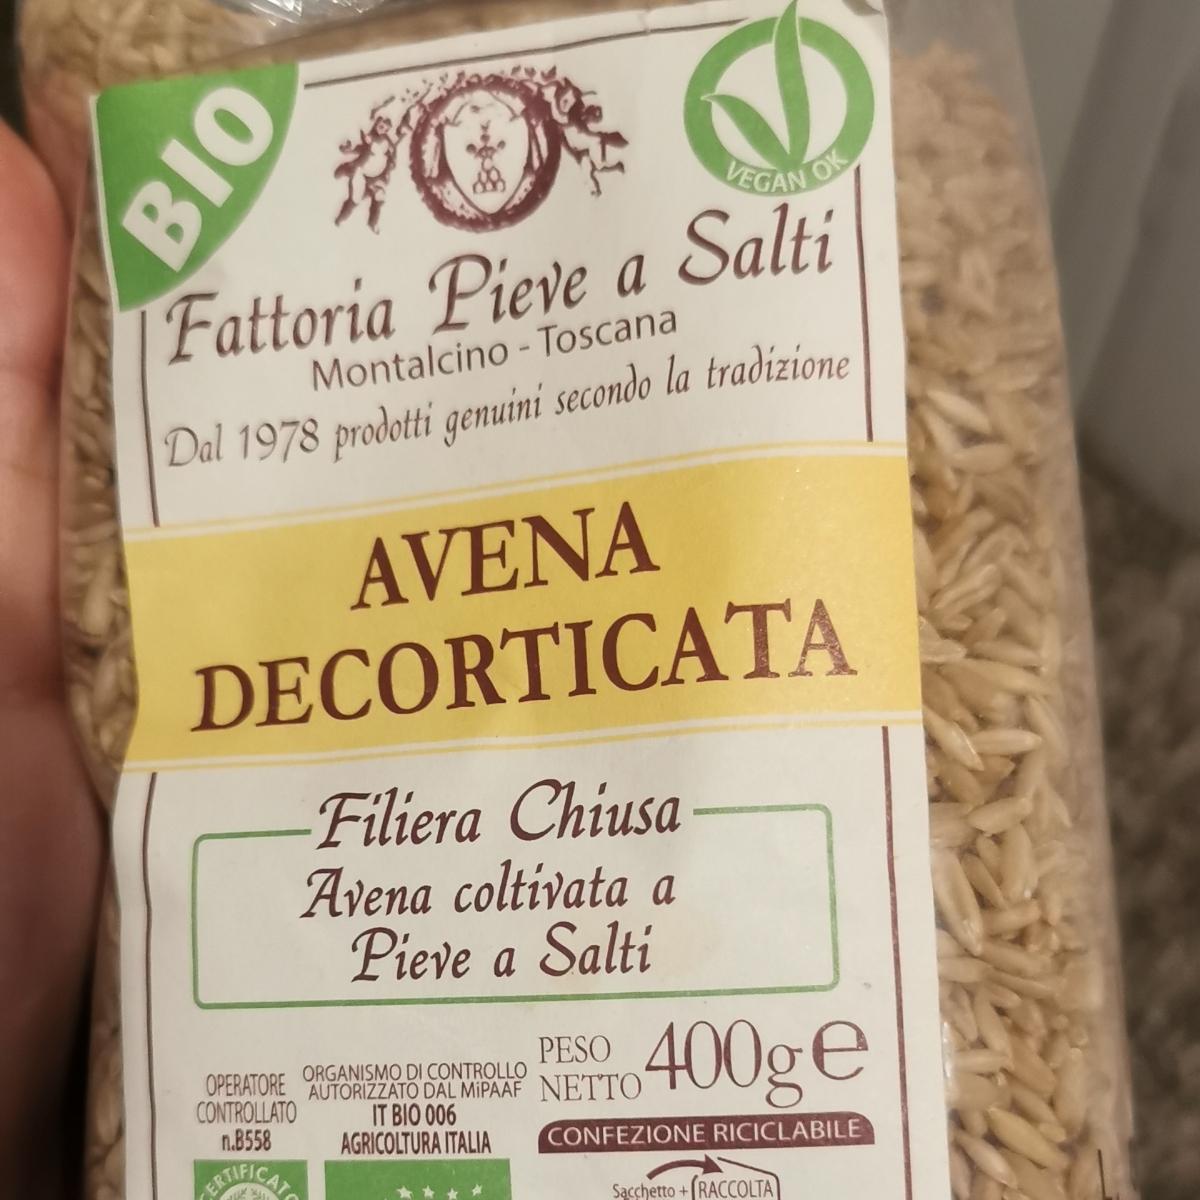 BIO
VEGAN OK
Fattoria Pieve a Salti
Montalcino - Toscana
Dal 1978 prodotti genuini secondo la tradizione
AVENA
DECORTICATA
Filiera Chiusa
Avena coltivata a
Pieve a Salti
OPERATORE
CONTROLLATO
n.B558
ORGANISMO DI CONTROLLO
AUTORIZZATO DAL MiPAAF
IT BIO 006
AGRICOLTURA ITALIA
PESO
NETTO 400g e
CONFEZIONE RICICLABILE
CERTIFICATO
Sacchetto + RACCOLTA